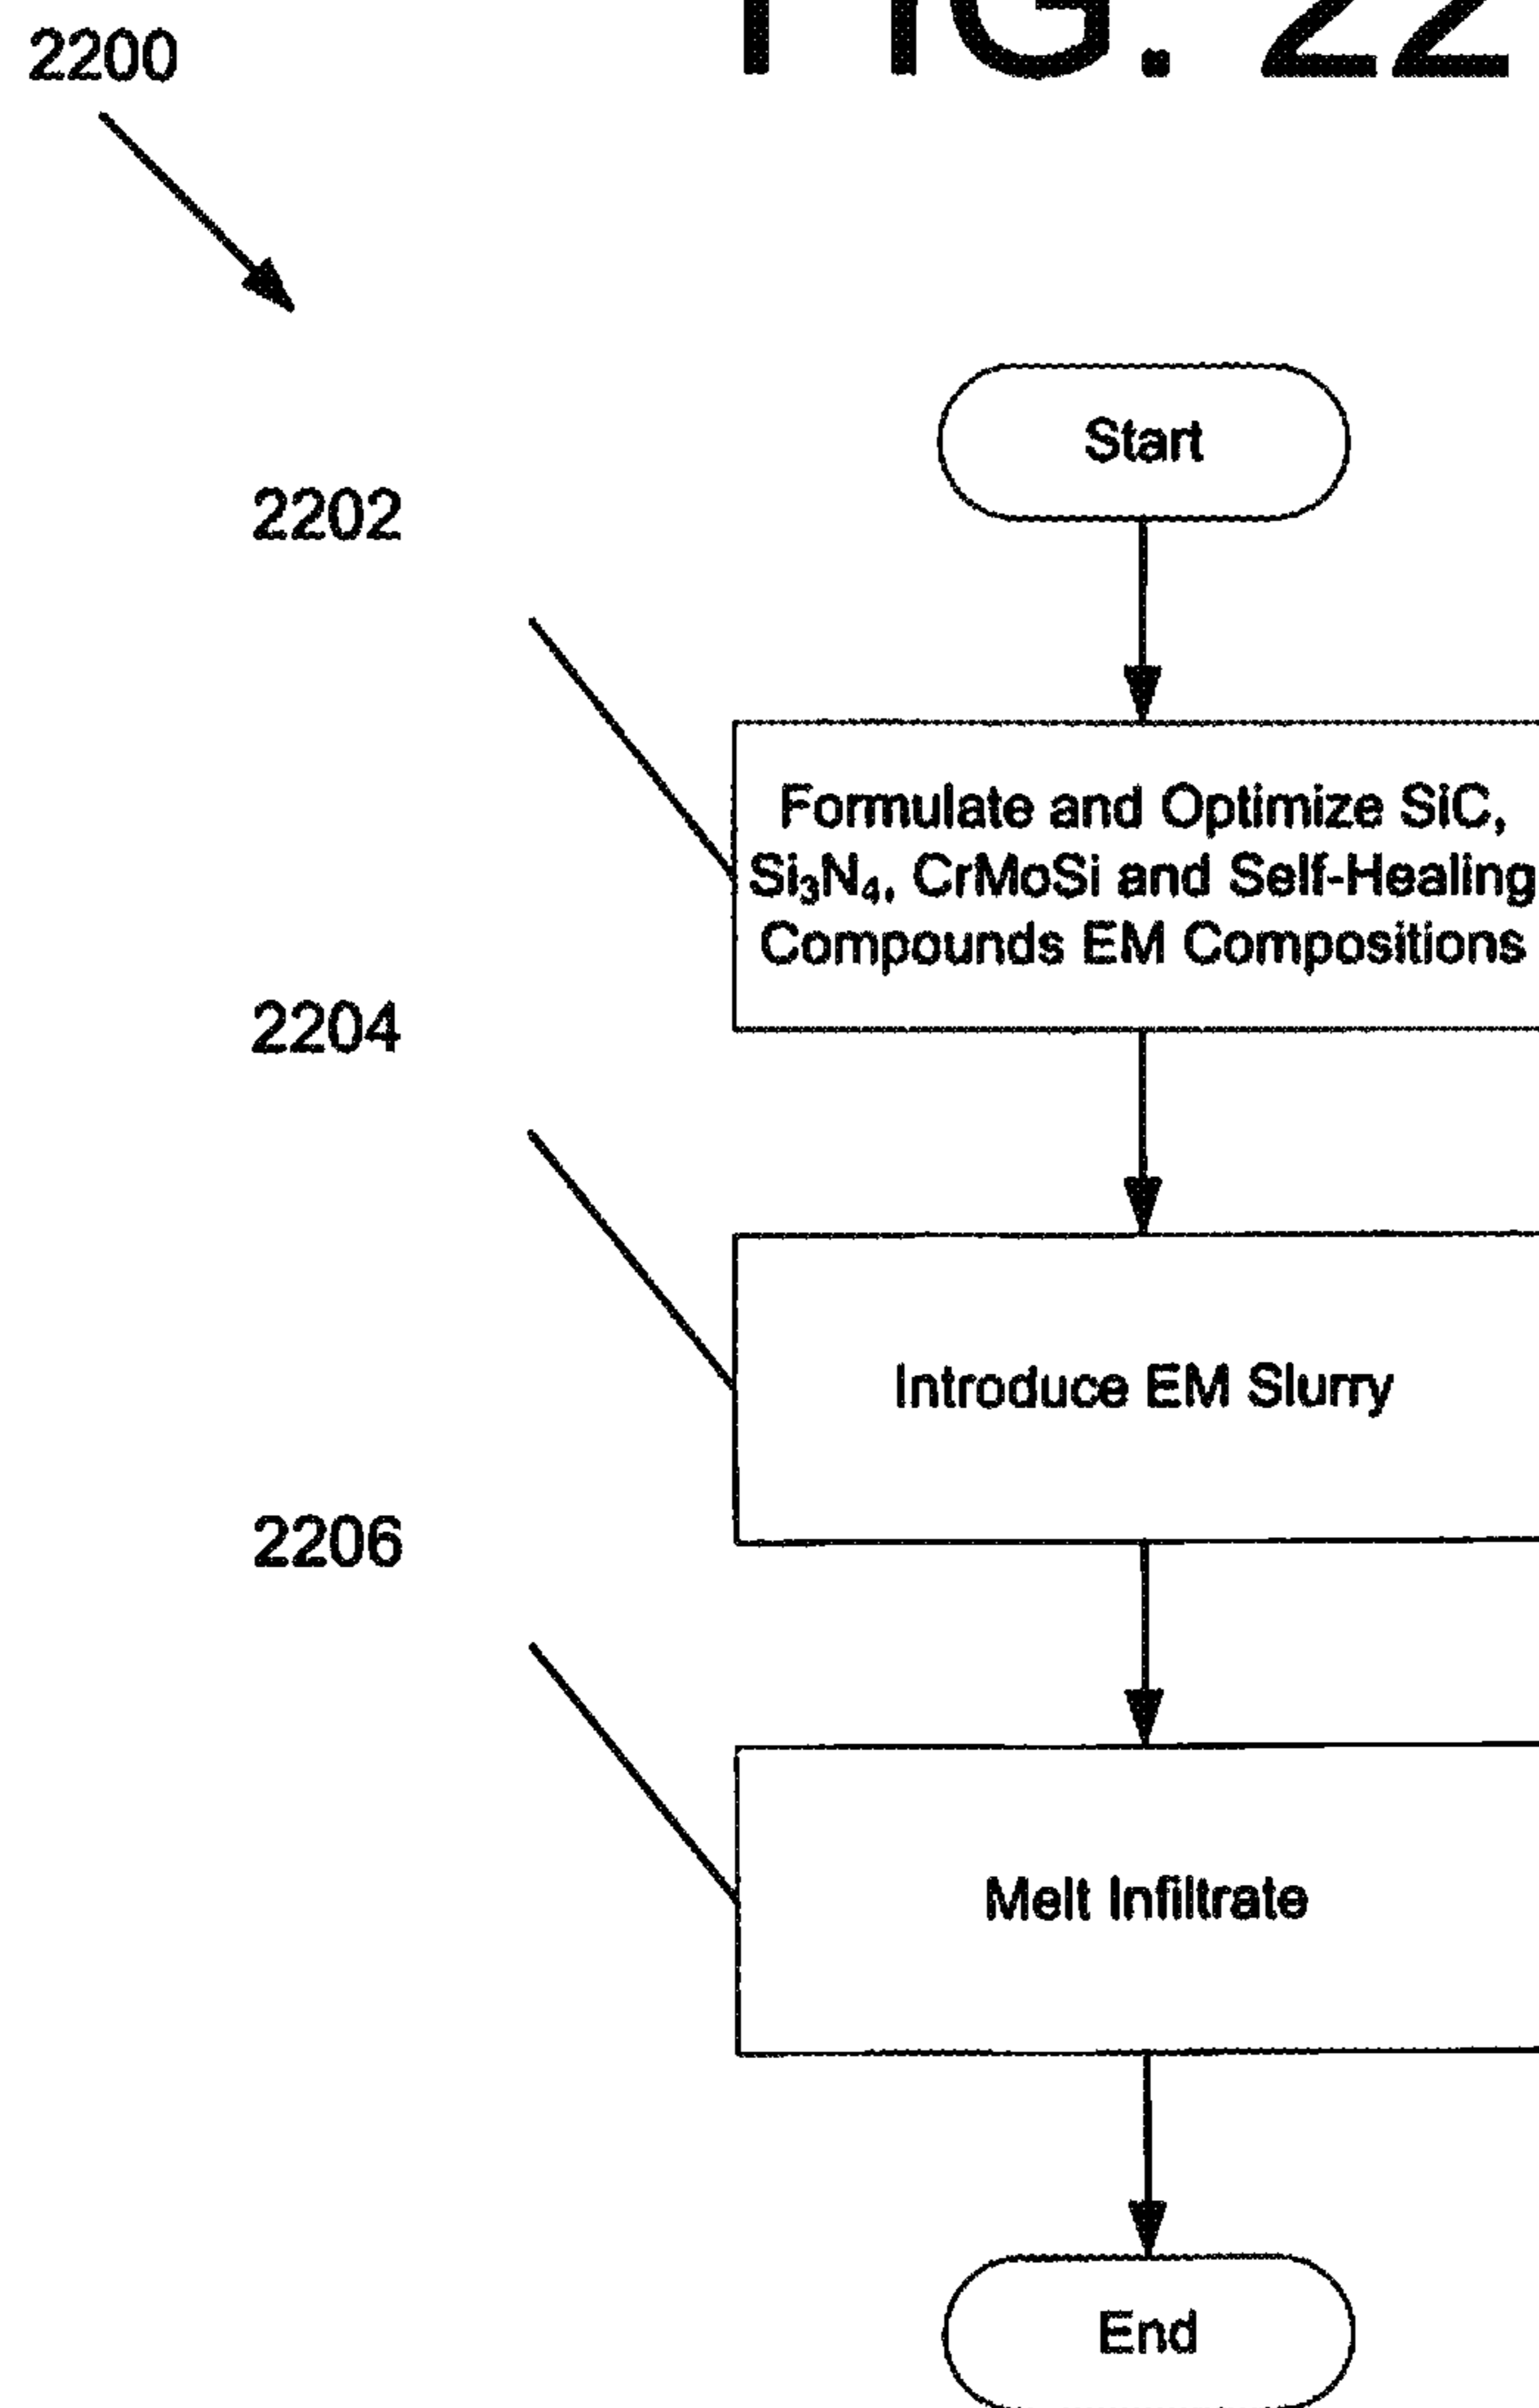 FIG. 22
2200
Start
2202
Formulate and Optimize SiC,
Si₃N₄, CrMoSi and Self-Healing
Compounds EM Compositions
2204
Introduce EM Slurry
2206
Melt Infiltrate
End